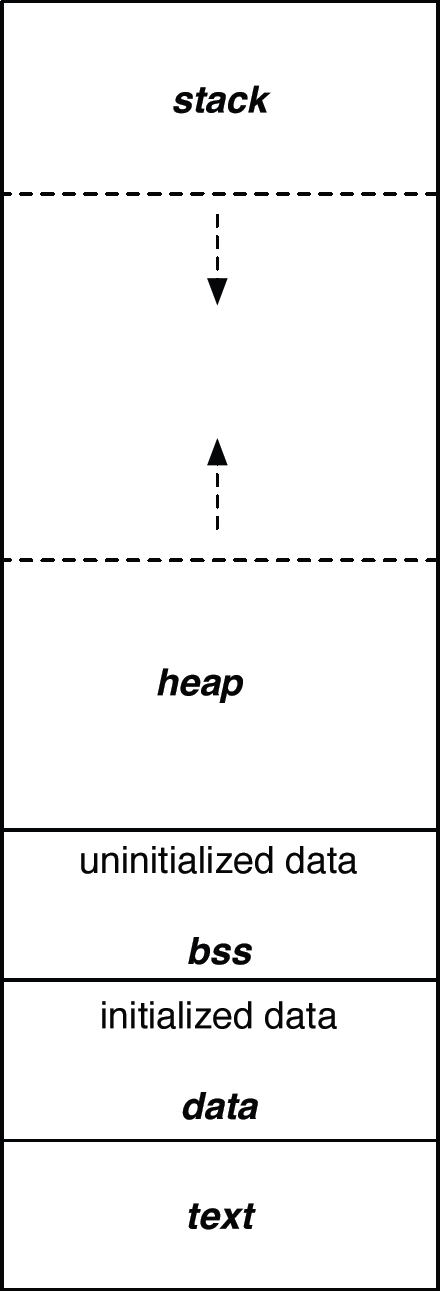 stack
heap
uninitialized data
bss
initialized data
data
text